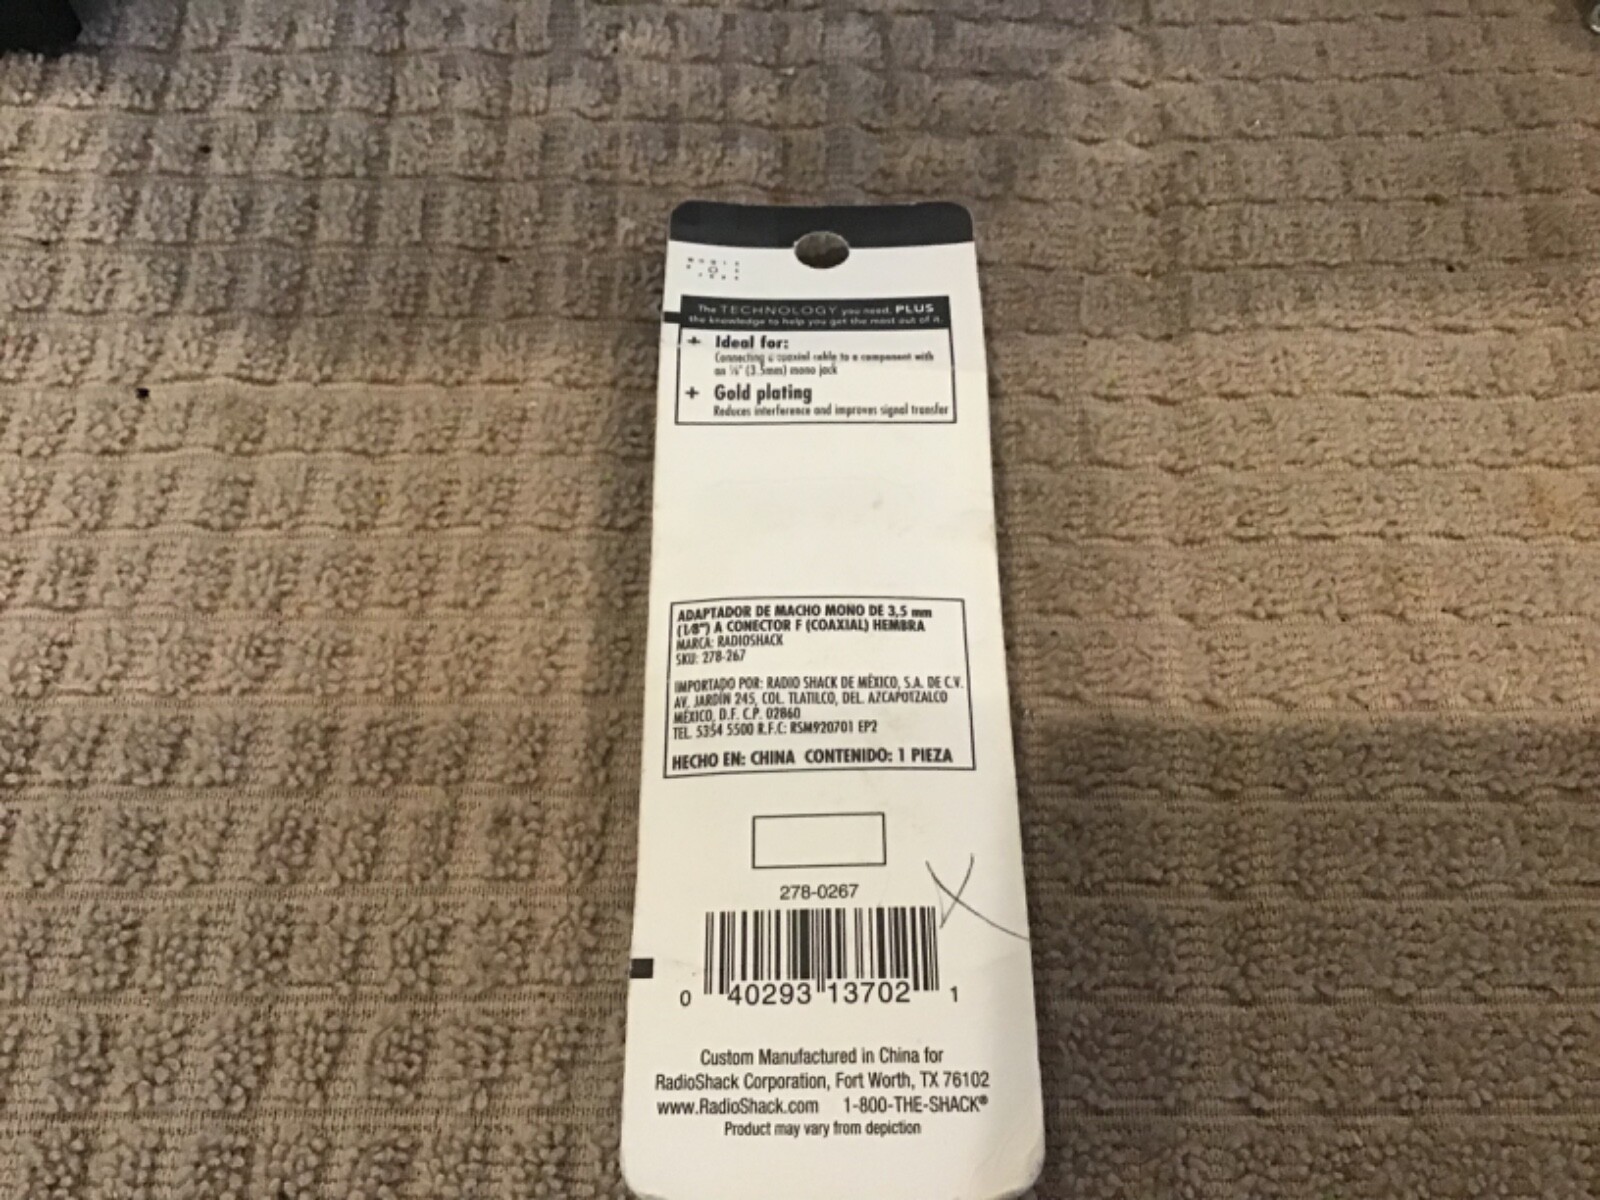 The TECHNOLOGY you need. PLUS
the knowledge to help you get the most out of it.
+ Ideal for:
Connecting a coaxial cable to a component with
an ⅛" (3.5mm) mono jack
+ Gold plating
Reduces interference and improves signal transfer
ADAPTADOR DE MACHO MONO DE 3,5 mm
(1/8") A CONECTOR F (COAXIAL) HEMBRA
MARCA: RADIOSHACK
SKU: 278-267
IMPORTADO POR: RADIO SHACK DE MÉXICO, S.A. DE C.V.
AV. JARDÍN 245, COL. TLATILCO, DEL. AZCAPOTZALCO
MÉXICO, D.F. C.P. 02860
TEL. 5354 5500 R.F.C: RSM920701 EP2
HECHO EN: CHINA CONTENIDO: 1 PIEZA
278-0267
0 40293 13702 1
Custom Manufactured in China for
RadioShack Corporation, Fort Worth, TX 76102
www.RadioShack.com 1-800-THE-SHACK®
Product may vary from depiction